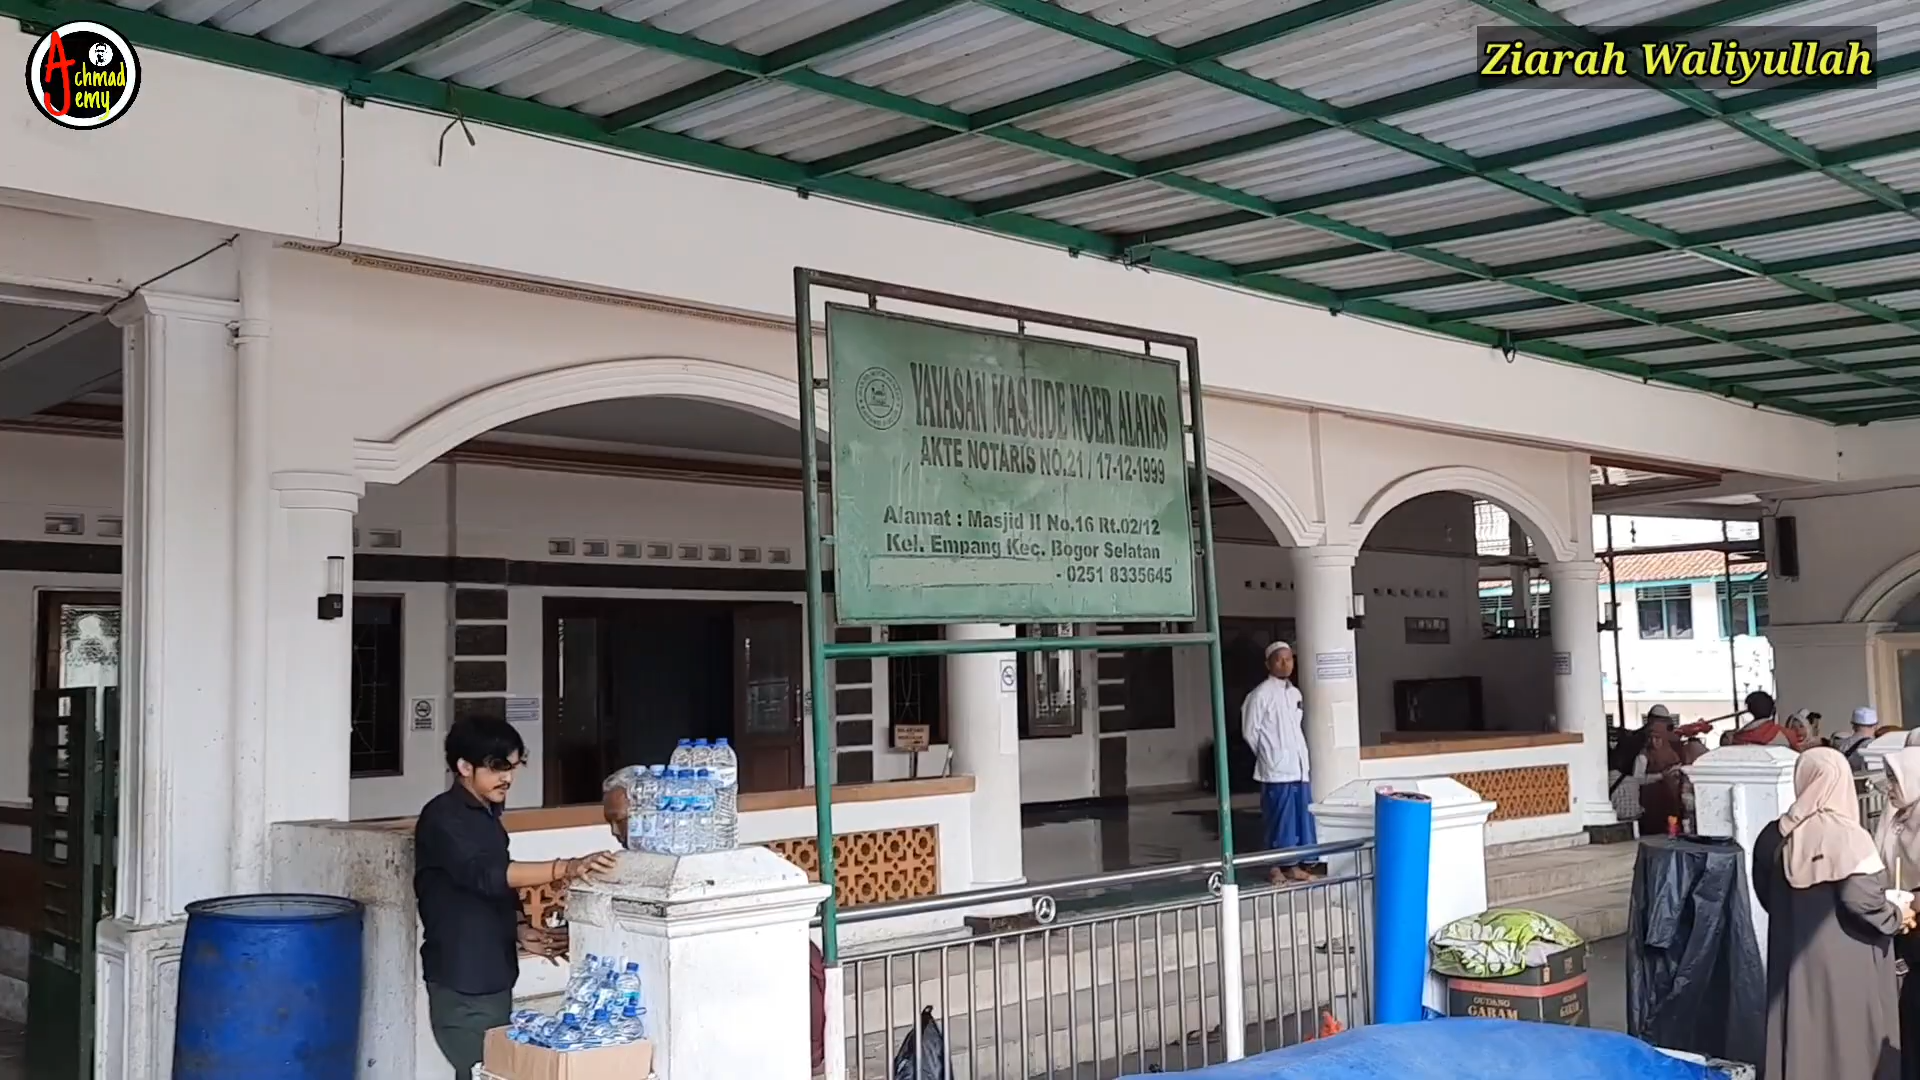 Achmad
Jemy
Ziarah Waliyullah
YAYASAN MASJIDE NOER ALATAS
AKTE NOTARIS NO.21 / 17-12-1999
Alamat : Masjid II No.16 Rt.02/12
Kel. Empang Kec. Bogor Selatan
- 0251 8335645
GUDANG
GARAM